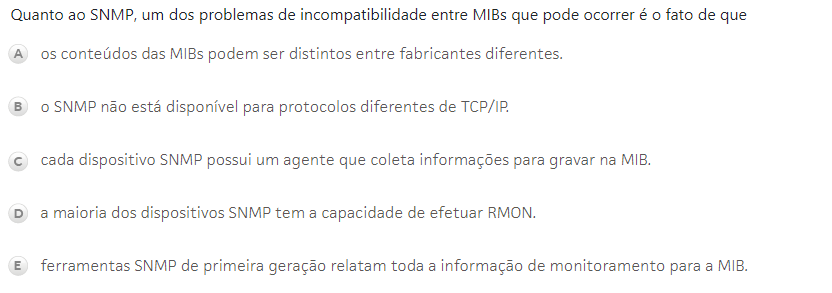 Quanto ao SNMP, um dos problemas de incompatibilidade entre MIBs que pode ocorrer é o fato de que
A os conteúdos das MIBs podem ser distintos entre fabricantes diferentes.
B o SNMP não está disponível para protocolos diferentes de TCP/IP.
C cada dispositivo SNMP possui um agente que coleta informações para gravar na MIB.
D a maioria dos dispositivos SNMP tem a capacidade de efetuar RMON.
E ferramentas SNMP de primeira geração relatam toda a informação de monitoramento para a MIB.